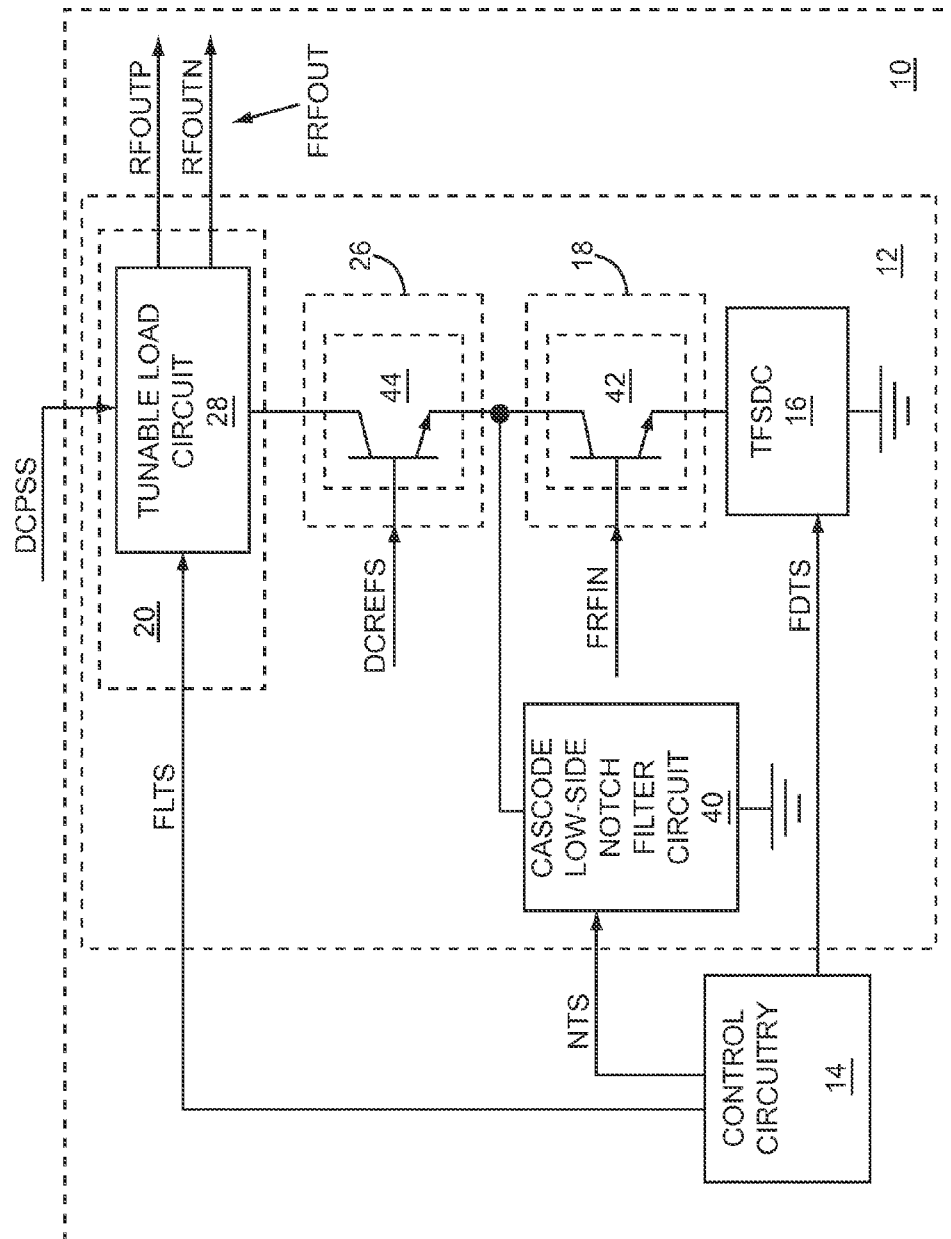 DCPSS
RFOUTP
RFOUTN
FRFOUT
10
FLTS
20
TUNABLE LOAD
CIRCUIT
28
26
DCREFS
44
18
12
NTS
CASCODE
LOW-SIDE
NOTCH
FILTER
CIRCUIT
40
FRFIN
42
CONTROL
CIRCUITRY
14
FDTS
TFSDC
16